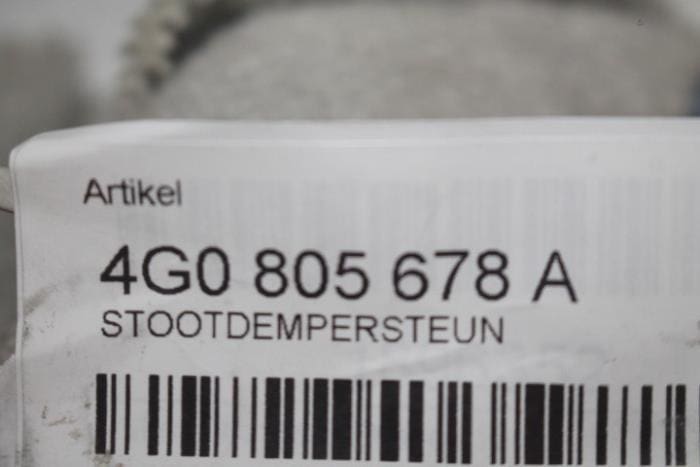 Artikel
4G0 805 678 A
STOOTDEMPERSTEUN